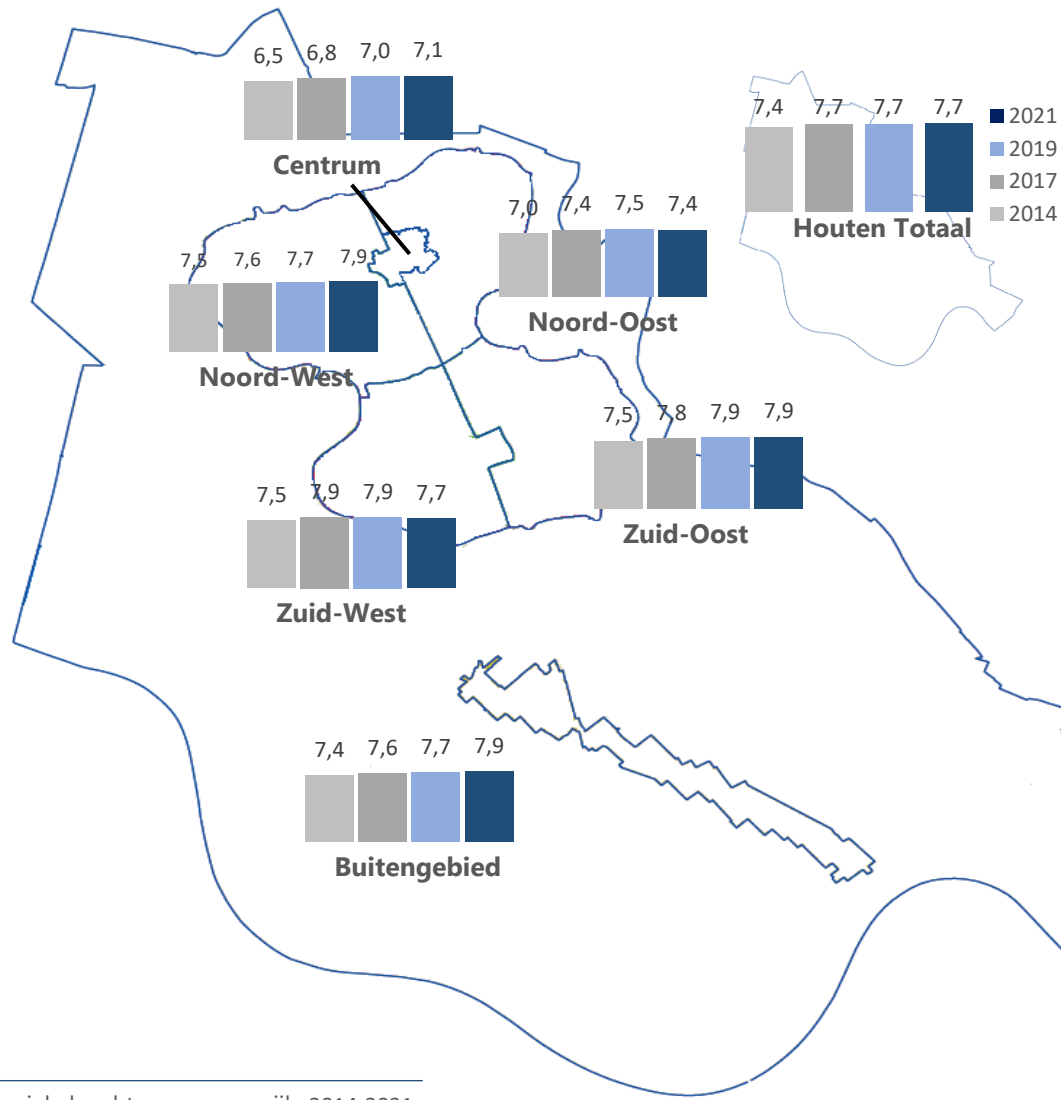 6,5 6,8 7,0 7,1
Centrum
7,4 7,7 7,7 7,7
Houten Totaal
2021
2019
2017
2014
7,0 7,4 7,5 7,4
Noord-Oost
7,5 7,6 7,7 7,9
Noord-West
7,5 7,8 7,9 7,9
Zuid-Oost
7,5 7,9 7,9 7,7
Zuid-West
7,4 7,6 7,7 7,9
Buitengebied
2014-2021